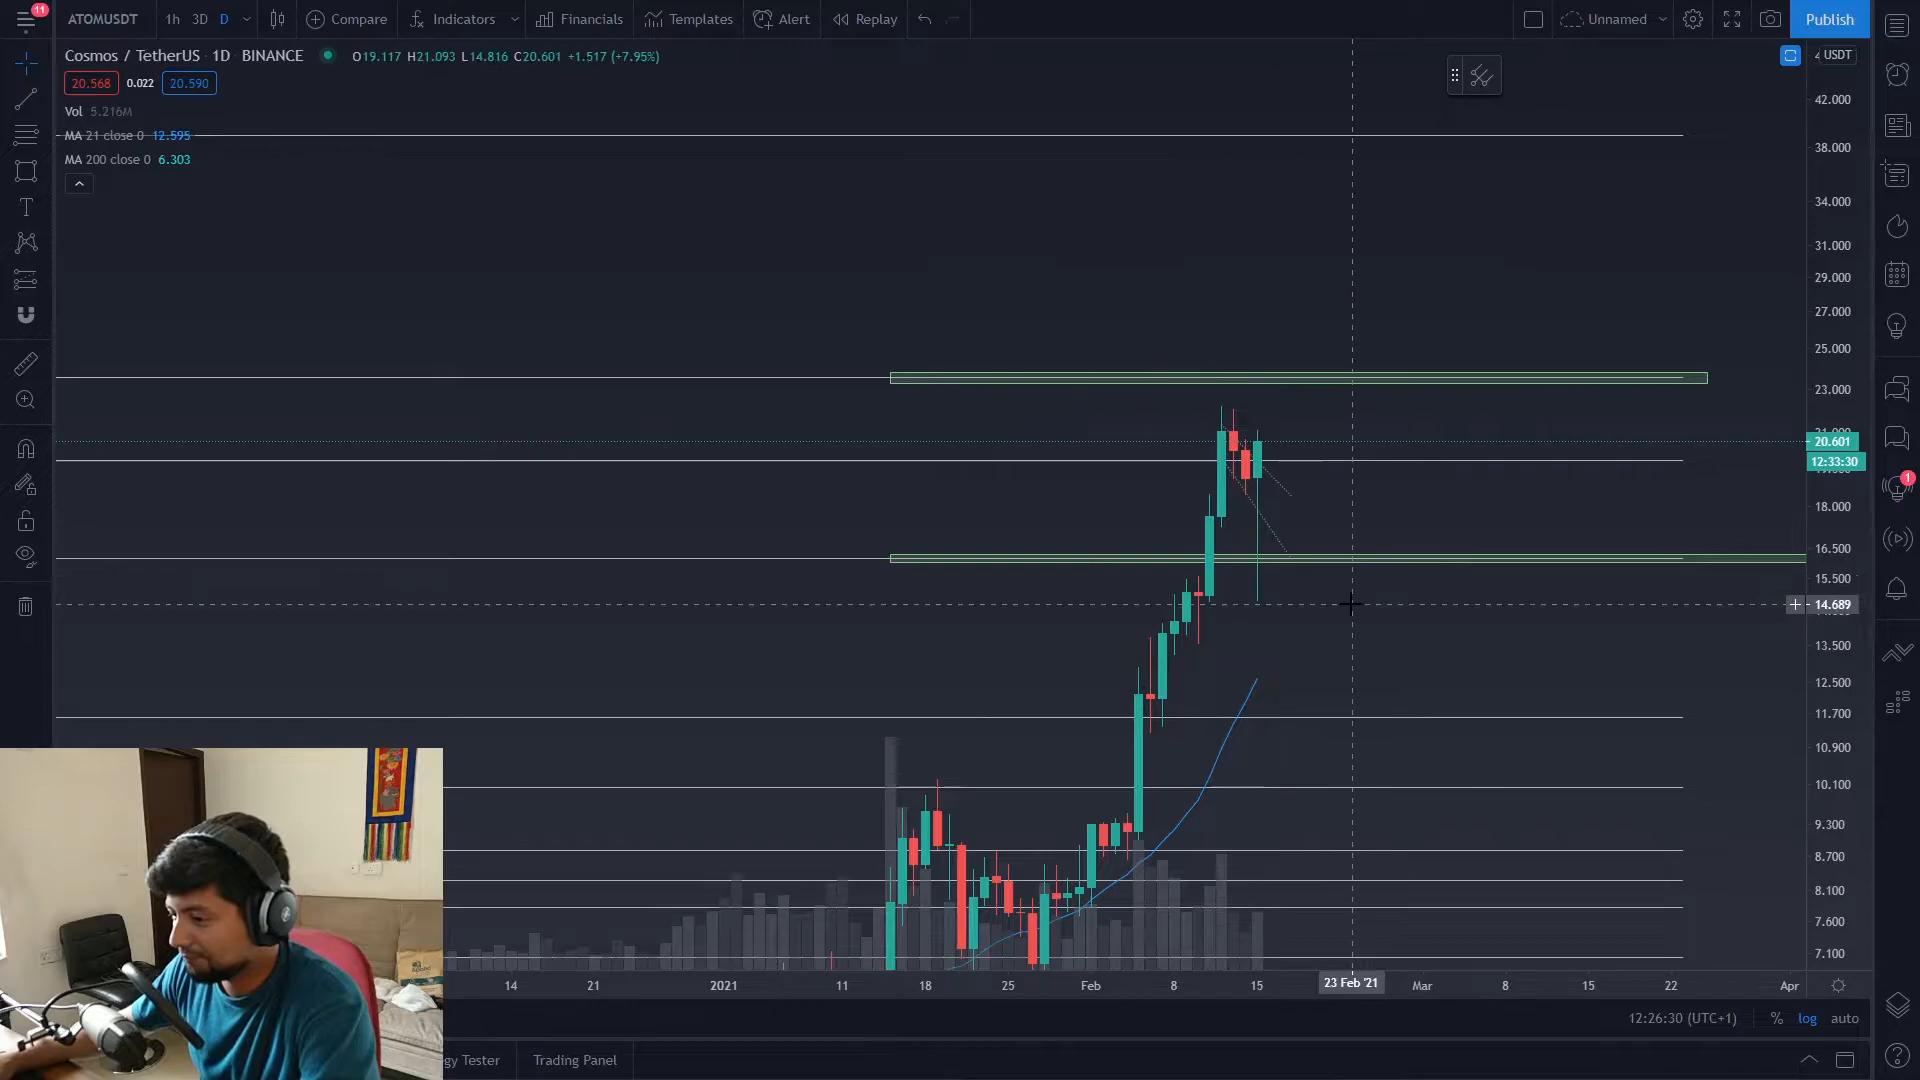 11
ATOMUSDT
1h 3D D
Compare
Indicators
Financials
Templates
Alert
Replay
Unnamed
Publish
Cosmos / TetherUS · 1D · BINANCE
O19.117 H21.093 L14.816 C20.601 +1.517 (+7.95%)
20.568 0.022 20.590
Vol 5.216M
MA 21 close 0 12.595
MA 200 close 0 6.303
USDT
42.000
38.000
34.000
31.000
29.000
27.000
25.000
23.000
20.601
12:33:30
18.000
16.500
15.500
14.689
13.500
12.500
11.700
10.900
10.100
9.300
8.700
8.100
7.600
7.100
1
14 21 2021 11 18 25 Feb 8 15 23 Feb '21 Mar 8 15 22 Apr
12:26:30 (UTC+1) % log auto
gy Tester
Trading Panel